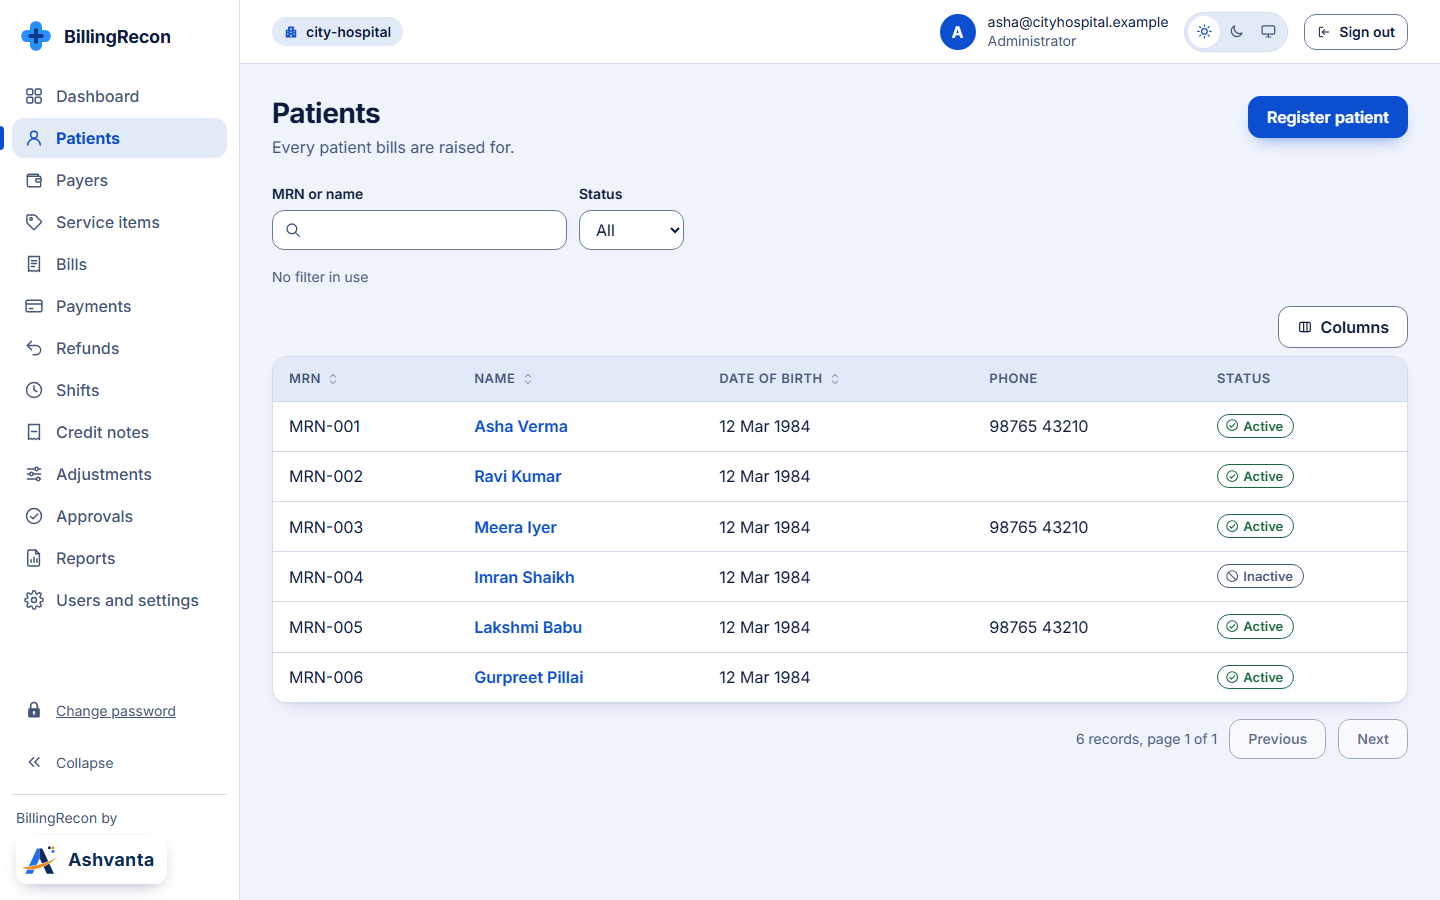 BillingRecon
city-hospital
A
asha@cityhospital.example
Administrator
Sign out
Dashboard
Patients
Payers
Service items
Bills
Payments
Refunds
Shifts
Credit notes
Adjustments
Approvals
Reports
Users and settings
Change password
Collapse
BillingRecon by
Ashvanta
Patients
Every patient bills are raised for.
Register patient
MRN or name
Status
All
No filter in use
Columns
MRN NAME DATE OF BIRTH PHONE STATUS
MRN-001 Asha Verma 12 Mar 1984 98765 43210 Active
MRN-002 Ravi Kumar 12 Mar 1984 Active
MRN-003 Meera Iyer 12 Mar 1984 98765 43210 Active
MRN-004 Imran Shaikh 12 Mar 1984 Inactive
MRN-005 Lakshmi Babu 12 Mar 1984 98765 43210 Active
MRN-006 Gurpreet Pillai 12 Mar 1984 Active
6 records, page 1 of 1 Previous Next